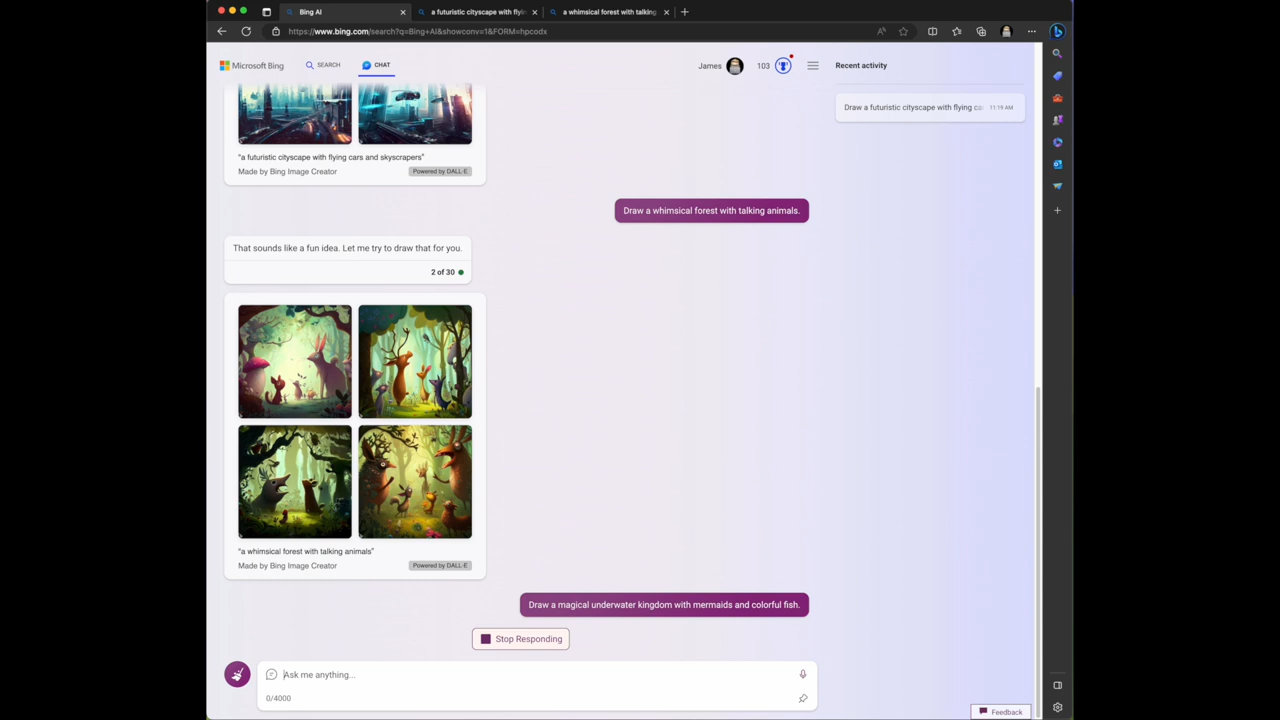 Bing AI
a futuristic cityscape with flyin
a whimsical forest with talking
https://www.bing.com/search?q=Bing+AI&showconv=1&FORM=hpcodx
Microsoft Bing
SEARCH
CHAT
James
103
Recent activity
Draw a futuristic cityscape with flying ca
11:19 AM
"a futuristic cityscape with flying cars and skyscrapers"
Made by Bing Image Creator
Powered by DALL·E
Draw a whimsical forest with talking animals.
That sounds like a fun idea. Let me try to draw that for you.
2 of 30
"a whimsical forest with talking animals"
Made by Bing Image Creator
Powered by DALL·E
Draw a magical underwater kingdom with mermaids and colorful fish.
Stop Responding
Ask me anything...
0/4000
Feedback